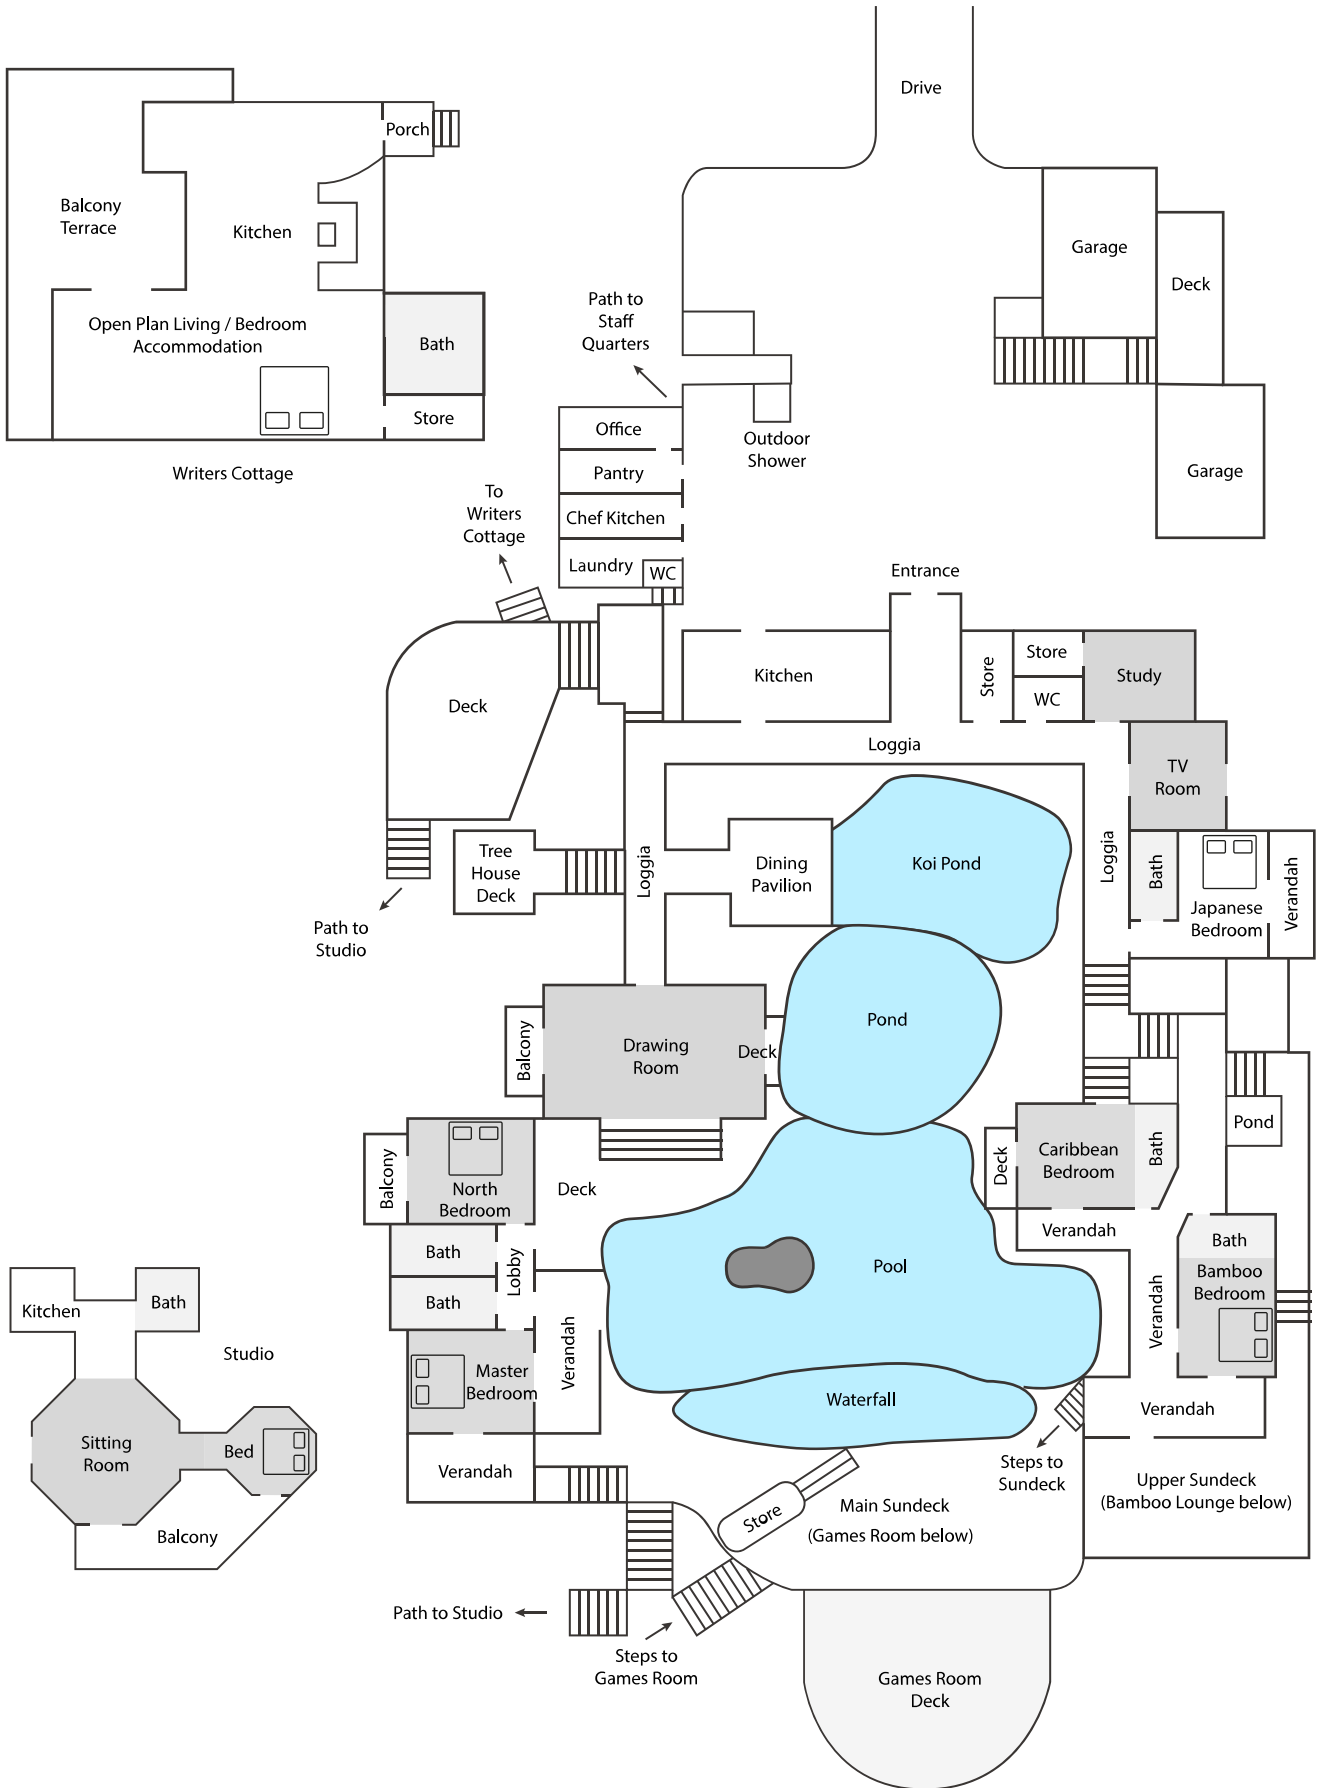 Drive
Porch
Balcony
Terrace
Kitchen
Garage
Deck
Path to
Staff
Quarters
Open Plan Living / Bedroom
Accommodation
Bath
Store
Office
Outdoor
Shower
Pantry
Garage
Writers Cottage
To
Writers
Cottage
Chef Kitchen
Laundry
WC
Entrance
Kitchen
Store
Store
WC
Study
Deck
Loggia
TV
Room
Tree
House
Deck
Loggia
Dining
Pavilion
Koi Pond
Loggia
Bath
Japanese
Bedroom
Verandah
Path to
Studio
Pond
Balcony
Drawing
Room
Deck
Pond
Deck
Caribbean
Bedroom
Bath
Balcony
North
Bedroom
Deck
Verandah
Bath
Lobby
Bath
Pool
Bath
Bamboo
Bedroom
Verandah
Kitchen
Bath
Studio
Verandah
Master
Bedroom
Waterfall
Verandah
Sitting
Room
Bed
Verandah
Steps to
Sundeck
Upper Sundeck
(Bamboo Lounge below)
Store
Main Sundeck
(Games Room below)
Balcony
Path to Studio
Steps to
Games Room
Games Room
Deck